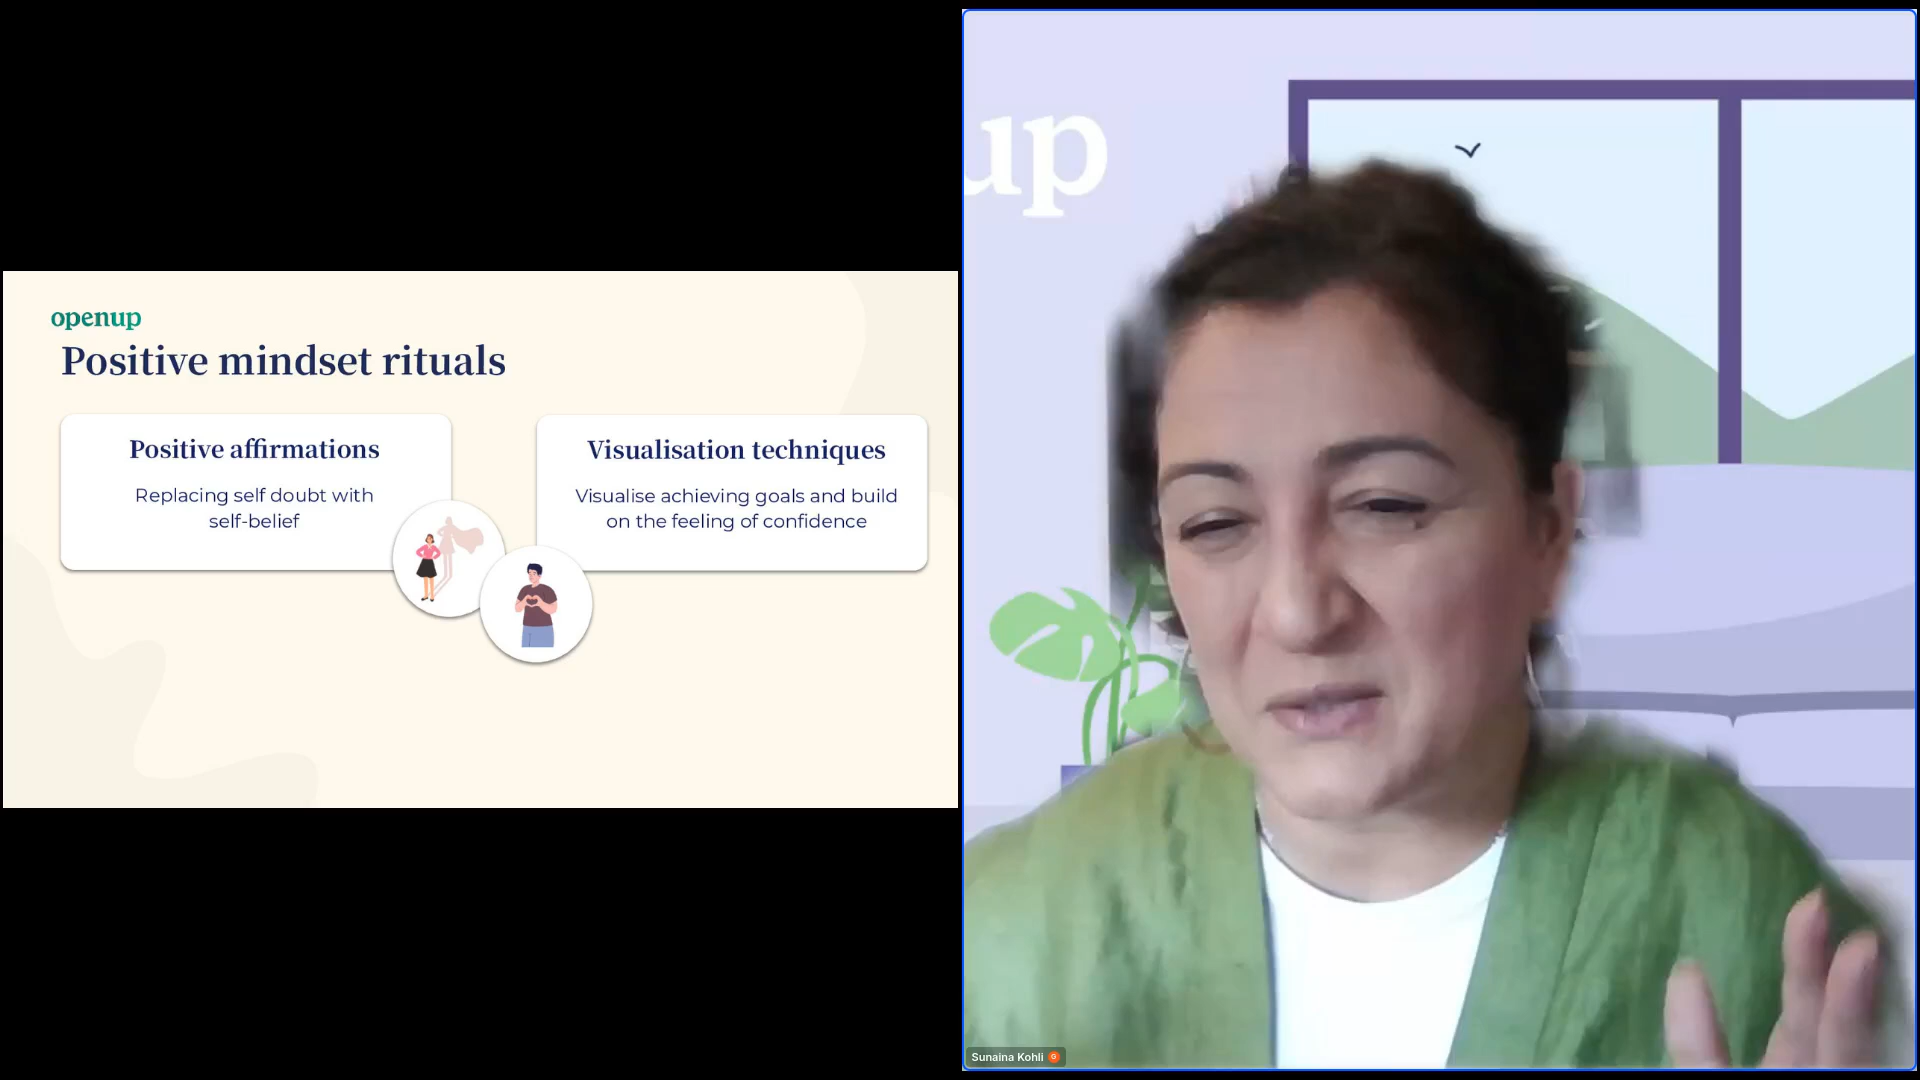 openup
Positive mindset rituals
Positive affirmations
Replacing self doubt with
self-belief
Visualisation techniques
Visualise achieving goals and build
on the feeling of confidence
up
Sunaina Kohli